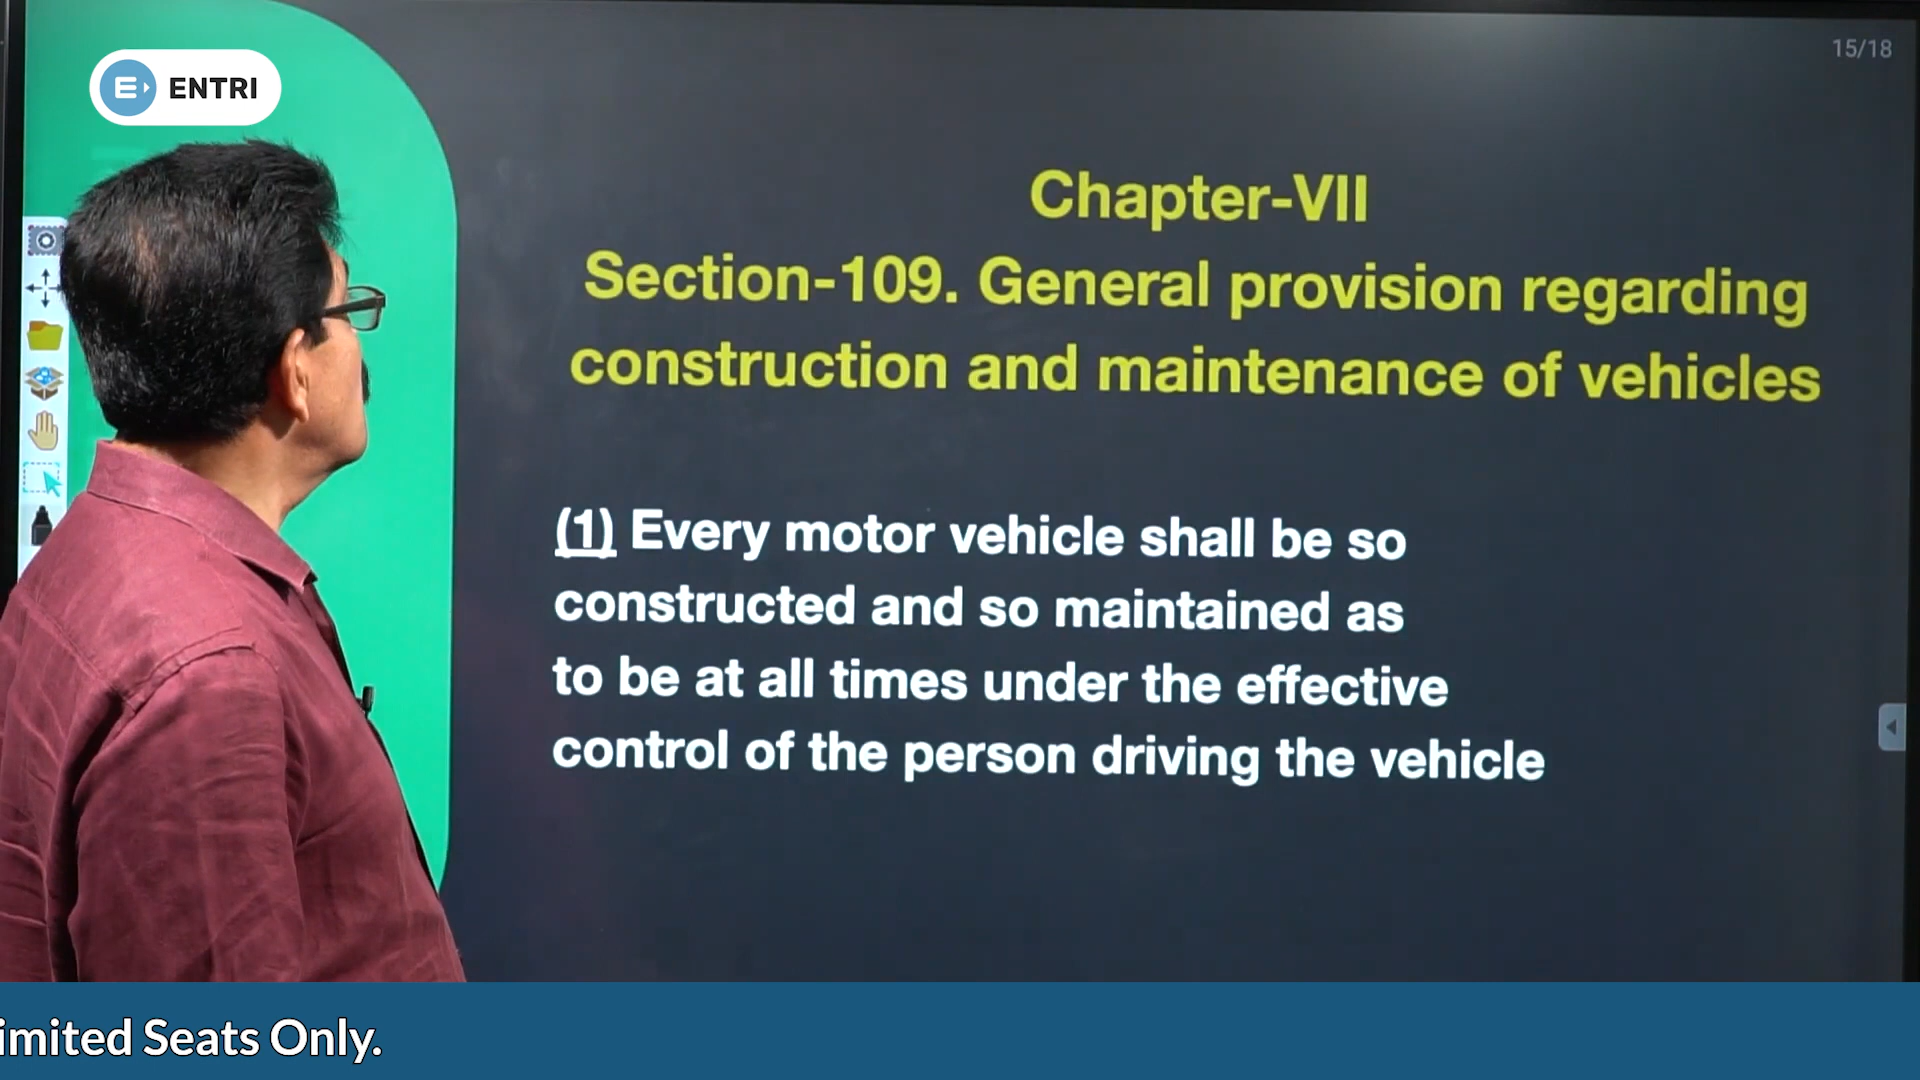 15/18
ENTRI
Chapter-VII
Section-109. General provision regarding
construction and maintenance of vehicles
(1) Every motor vehicle shall be so
constructed and so maintained as
to be at all times under the effective
control of the person driving the vehicle
imited Seats Only.